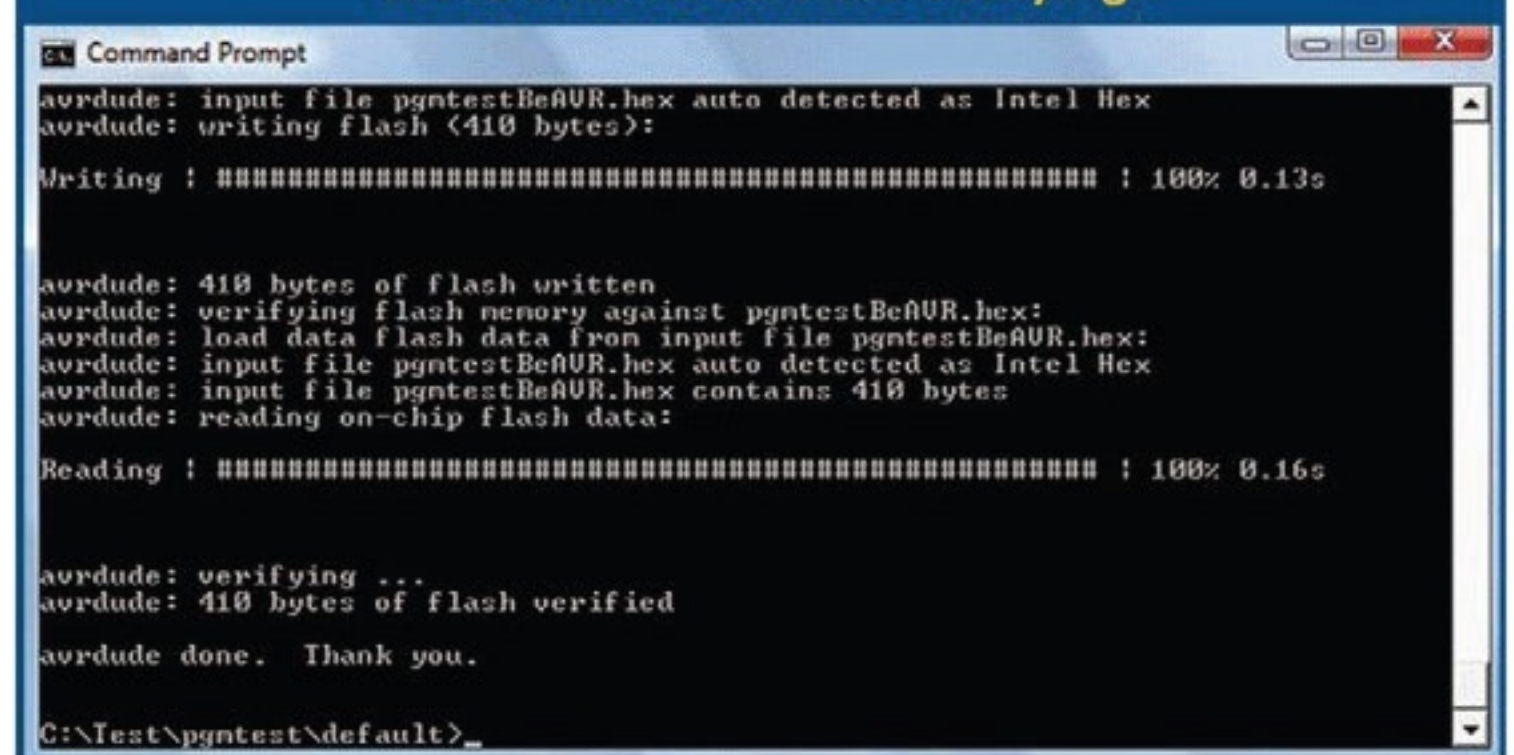 Command Prompt
avrdude: input file pgmtestBeAVR.hex auto detected as Intel Hex
avrdude: writing flash (410 bytes):
Writing | ################################################## | 100% 0.13s
avrdude: 410 bytes of flash written
avrdude: verifying flash memory against pgmtestBeAVR.hex:
avrdude: load data flash data from input file pgmtestBeAVR.hex:
avrdude: input file pgmtestBeAVR.hex auto detected as Intel Hex
avrdude: input file pgmtestBeAVR.hex contains 410 bytes
avrdude: reading on-chip flash data:
Reading | ################################################## | 100% 0.16s
avrdude: verifying ...
avrdude: 410 bytes of flash verified
avrdude done.  Thank you.
C:\Test\pgmtest\default>_